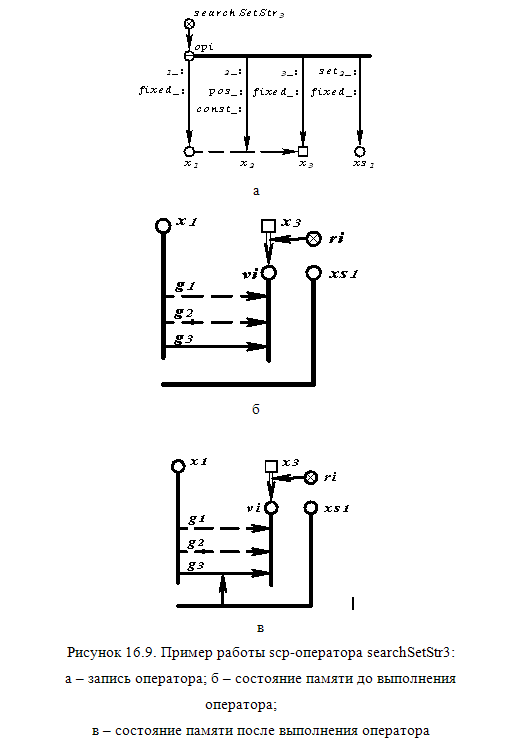 searchSetStr3
opi
1_: 2_: 3_: set2_:
fixed_: pos_: fixed_: fixed_:
const_:
x1 x2 x3 xs1
а
x1 x3
ri
vi xs1
g1
g2
g3
б
x1 x3
ri
vi xs1
g1
g2
g3
в
Рисунок 16.9. Пример работы scp-оператора searchSetStr3:
а – запись оператора; б – состояние памяти до выполнения
оператора;
в – состояние памяти после выполнения оператора